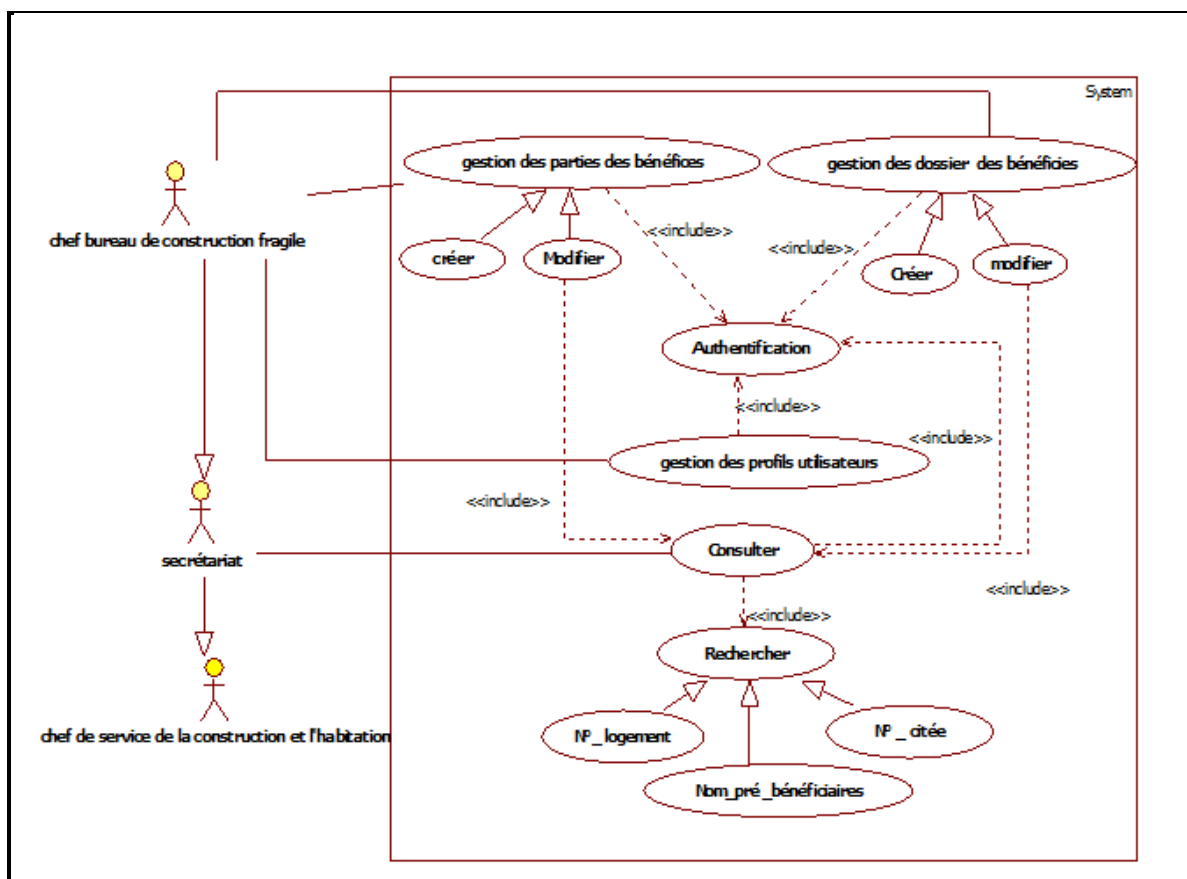 System
gestion des parties des bénéfices
gestion des dossier des bénéficies
chef bureau de construction fragile
<<include>>
<<include>>
créer
Modifier
Créer
modifier
Authentification
<<include>>
<<include>>
gestion des profils utilisateurs
<<include>>
secrétariat
Consulter
<<include>>
<<include>>
Rechercher
chef de service de la construction et l'habitation
N°_logement
N°_citée
Nom_pré_bénéficiaires